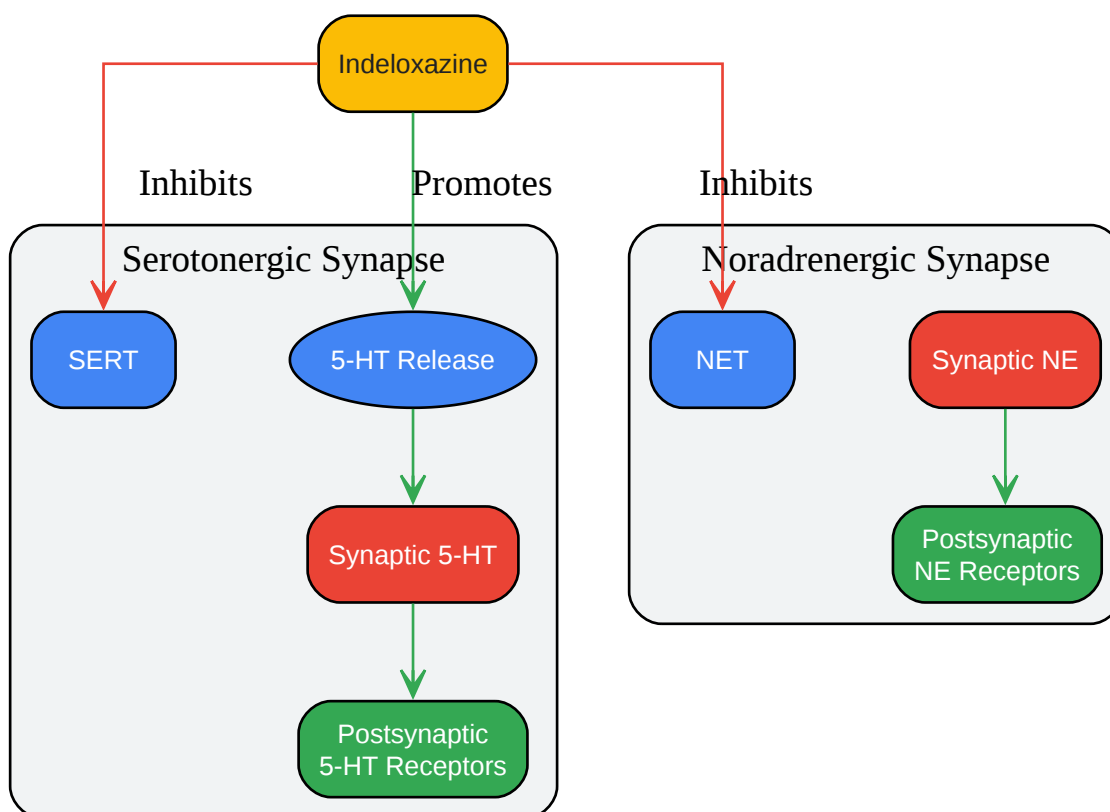 Indeloxazine
Inhibits
Promotes
Inhibits
Serotonergic Synapse
Noradrenergic Synapse
SERT
5-HT Release
NET
Synaptic NE
Synaptic 5-HT
Postsynaptic
NE Receptors
Postsynaptic
5-HT Receptors